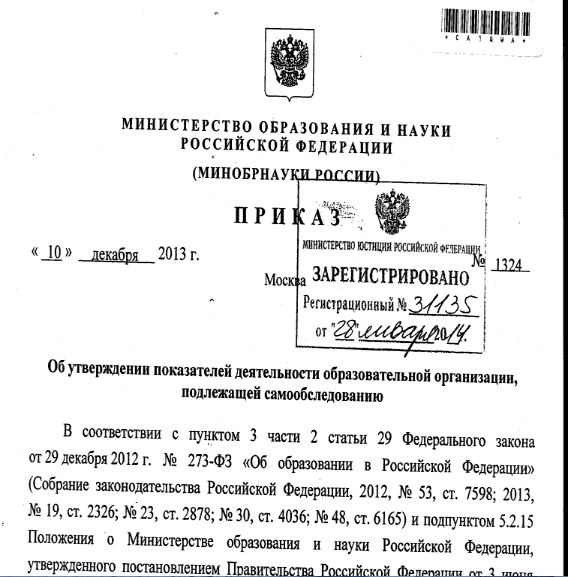 * C A 1 8 W A *
МИНИСТЕРСТВО ОБРАЗОВАНИЯ И НАУКИ
РОССИЙСКОЙ ФЕДЕРАЦИИ
(МИНОБРНАУКИ РОССИИ)
ПРИКАЗ
МИНИСТЕРСТВО ЮСТИЦИИ РОССИЙСКОЙ ФЕДЕРАЦИИ
« 10 » декабря 2013 г. № 1324
Москва
ЗАРЕГИСТРИРОВАНО
Регистрационный № 31135
от "28" января 2014.
Об утверждении показателей деятельности образовательной организации,
подлежащей самообследованию
В соответствии с пунктом 3 части 2 статьи 29 Федерального закона
от 29 декабря 2012 г. № 273-ФЗ «Об образовании в Российской Федерации»
(Собрание законодательства Российской Федерации, 2012, № 53, ст. 7598; 2013,
№ 19, ст. 2326; № 23, ст. 2878; № 30, ст. 4036; № 48, ст. 6165) и подпунктом 5.2.15
Положения о Министерстве образования и науки Российской Федерации,
утвержденного постановлением Правительства Российской Федерации от 3 июня